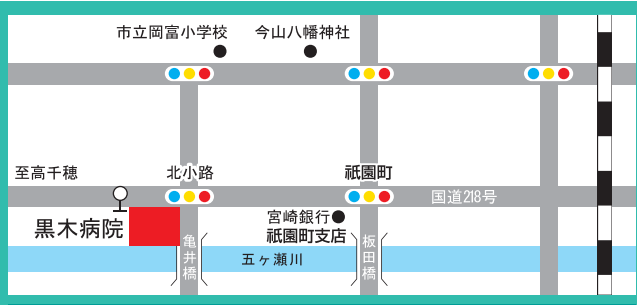 市立岡富小学校
今山八幡神社
至高千穂
北小路
祇園町
国道218号
黒木病院
宮崎銀行
祇園町支店
亀井橋
板田橋
五ヶ瀬川